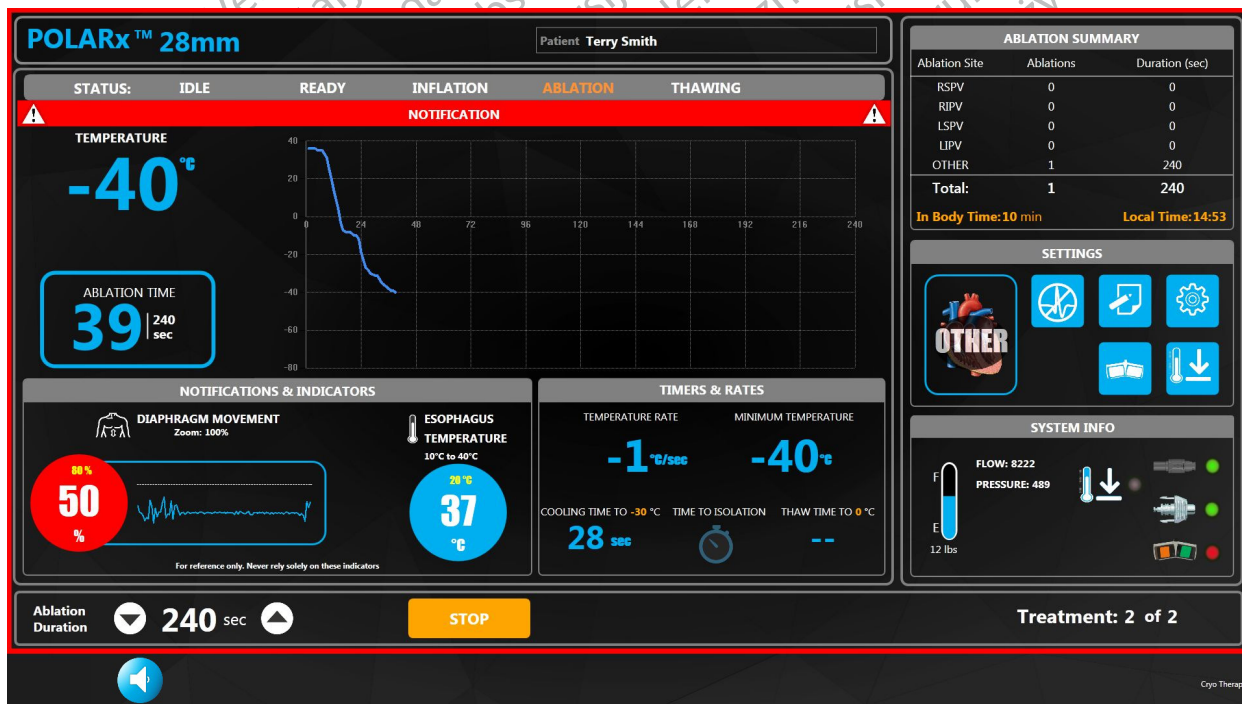 POLARx™ 28mm
Patient Terry Smith
STATUS: IDLE READY INFLATION ABLATION THAWING
NOTIFICATION
TEMPERATURE
-40 °C
40
20
0
-20
-40
-60
-80
0 24 48 72 96 120 144 168 192 216 240
ABLATION TIME
39 240 sec
NOTIFICATIONS & INDICATORS
DIAPHRAGM MOVEMENT
Zoom: 100%
80 %
50
%
ESOPHAGUS
TEMPERATURE
10°C to 40°C
20 °C
37
°C
For reference only. Never rely solely on these indicators
TIMERS & RATES
TEMPERATURE RATE MINIMUM TEMPERATURE
-1 °C/sec -40 °C
COOLING TIME TO -30 °C TIME TO ISOLATION THAW TIME TO 0 °C
28 sec --
ABLATION SUMMARY
Ablation Site Ablations Duration (sec)
RSPV 0 0
RIPV 0 0
LSPV 0 0
LIPV 0 0
OTHER 1 240
Total: 1 240
In Body Time:10 min Local Time:14:53
SETTINGS
OTHER
SYSTEM INFO
F
E
12 lbs
FLOW: 8222
PRESSURE: 489
Ablation
Duration
240 sec
STOP
Treatment: 2 of 2
Cryo Therap